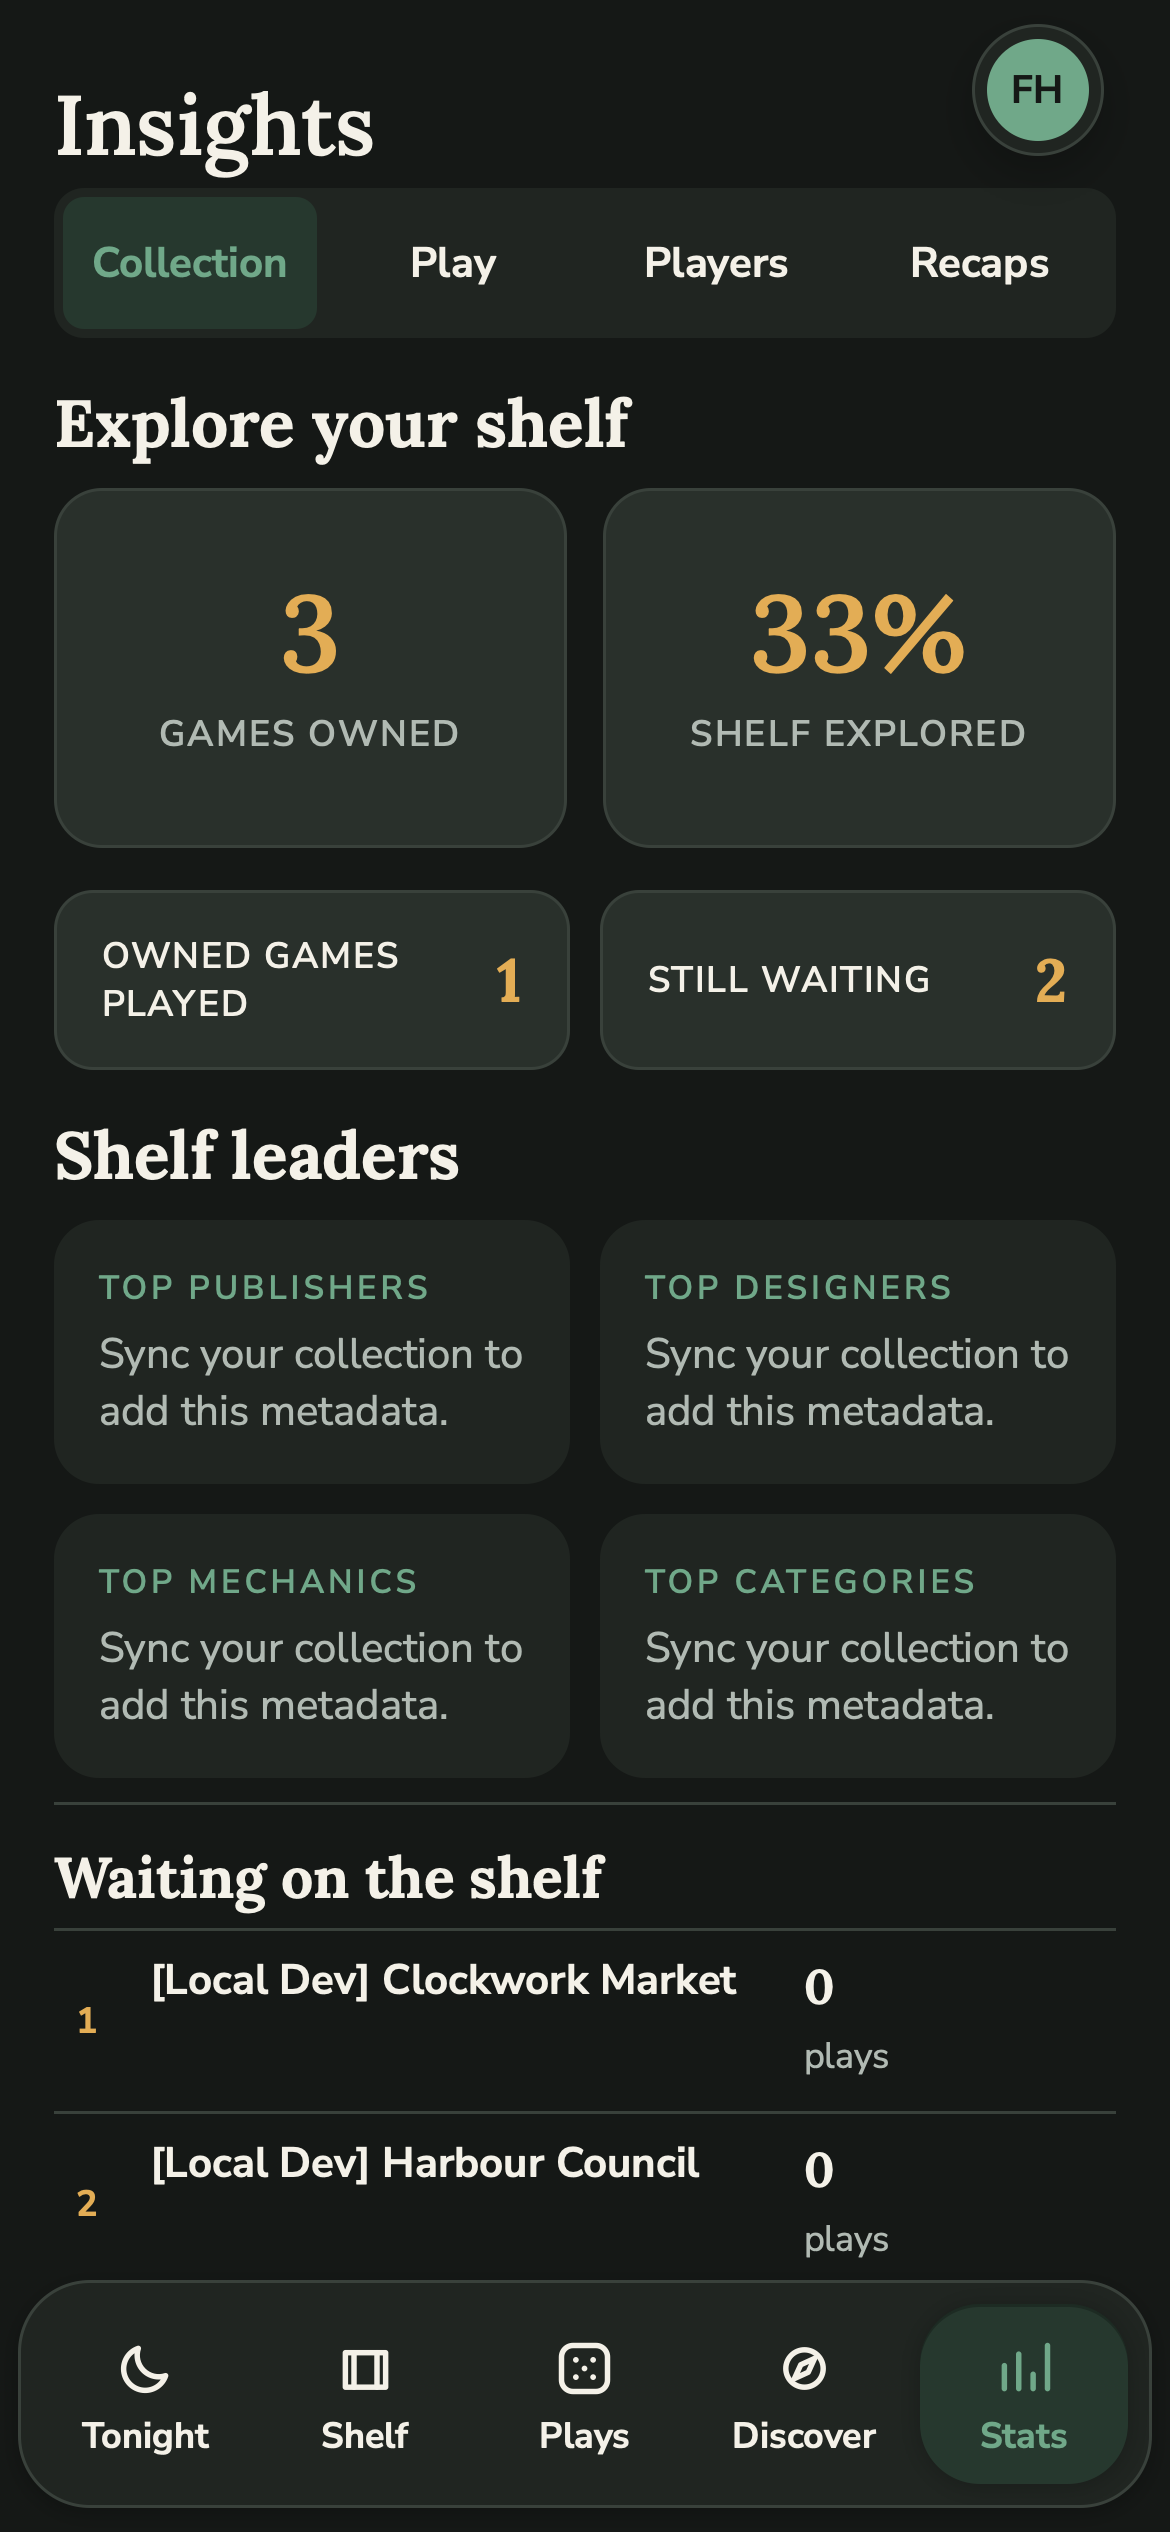 FH
Insights
Collection
Play
Players
Recaps
Explore your shelf
3
GAMES OWNED
33%
SHELF EXPLORED
OWNED GAMES
PLAYED
1
STILL WAITING
2
Shelf leaders
TOP PUBLISHERS
Sync your collection to
add this metadata.
TOP DESIGNERS
Sync your collection to
add this metadata.
TOP MECHANICS
Sync your collection to
add this metadata.
TOP CATEGORIES
Sync your collection to
add this metadata.
Waiting on the shelf
1
[Local Dev] Clockwork Market
0
plays
2
[Local Dev] Harbour Council
0
plays
Tonight
Shelf
Plays
Discover
Stats